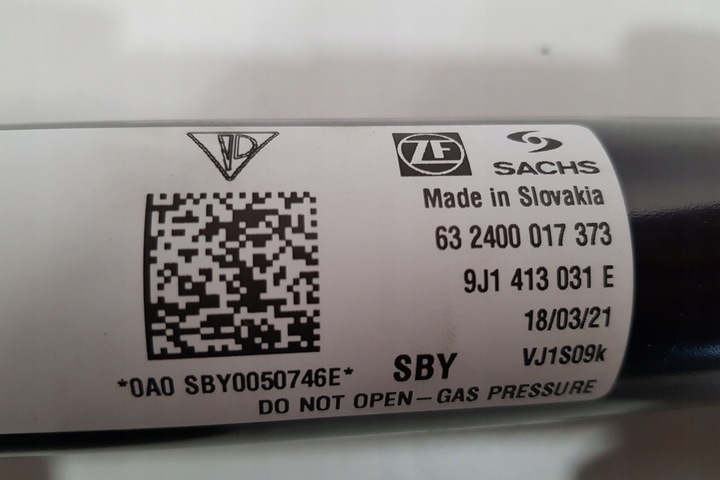 ZF SACHS
Made in Slovakia
63 2400 017 373
9J1 413 031 E
18/03/21
VJ1S09k
SBY
*0A0 SBY0050746E*
DO NOT OPEN – GAS PRESSURE